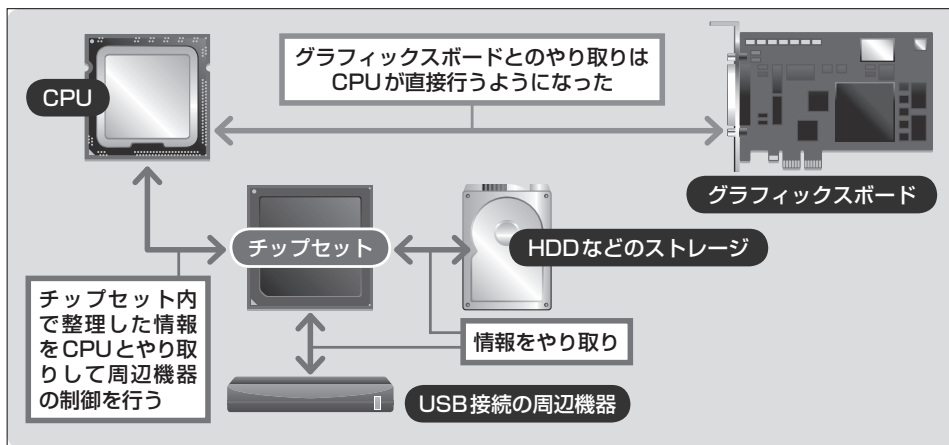 グラフィックスボードとのやり取りは
CPUが直接行うようになった
CPU
グラフィックスボード
チップセット
HDDなどのストレージ
チップセット内
で整理した情報
をCPUとやり取
りして周辺機器
の制御を行う
情報をやり取り
USB接続の周辺機器